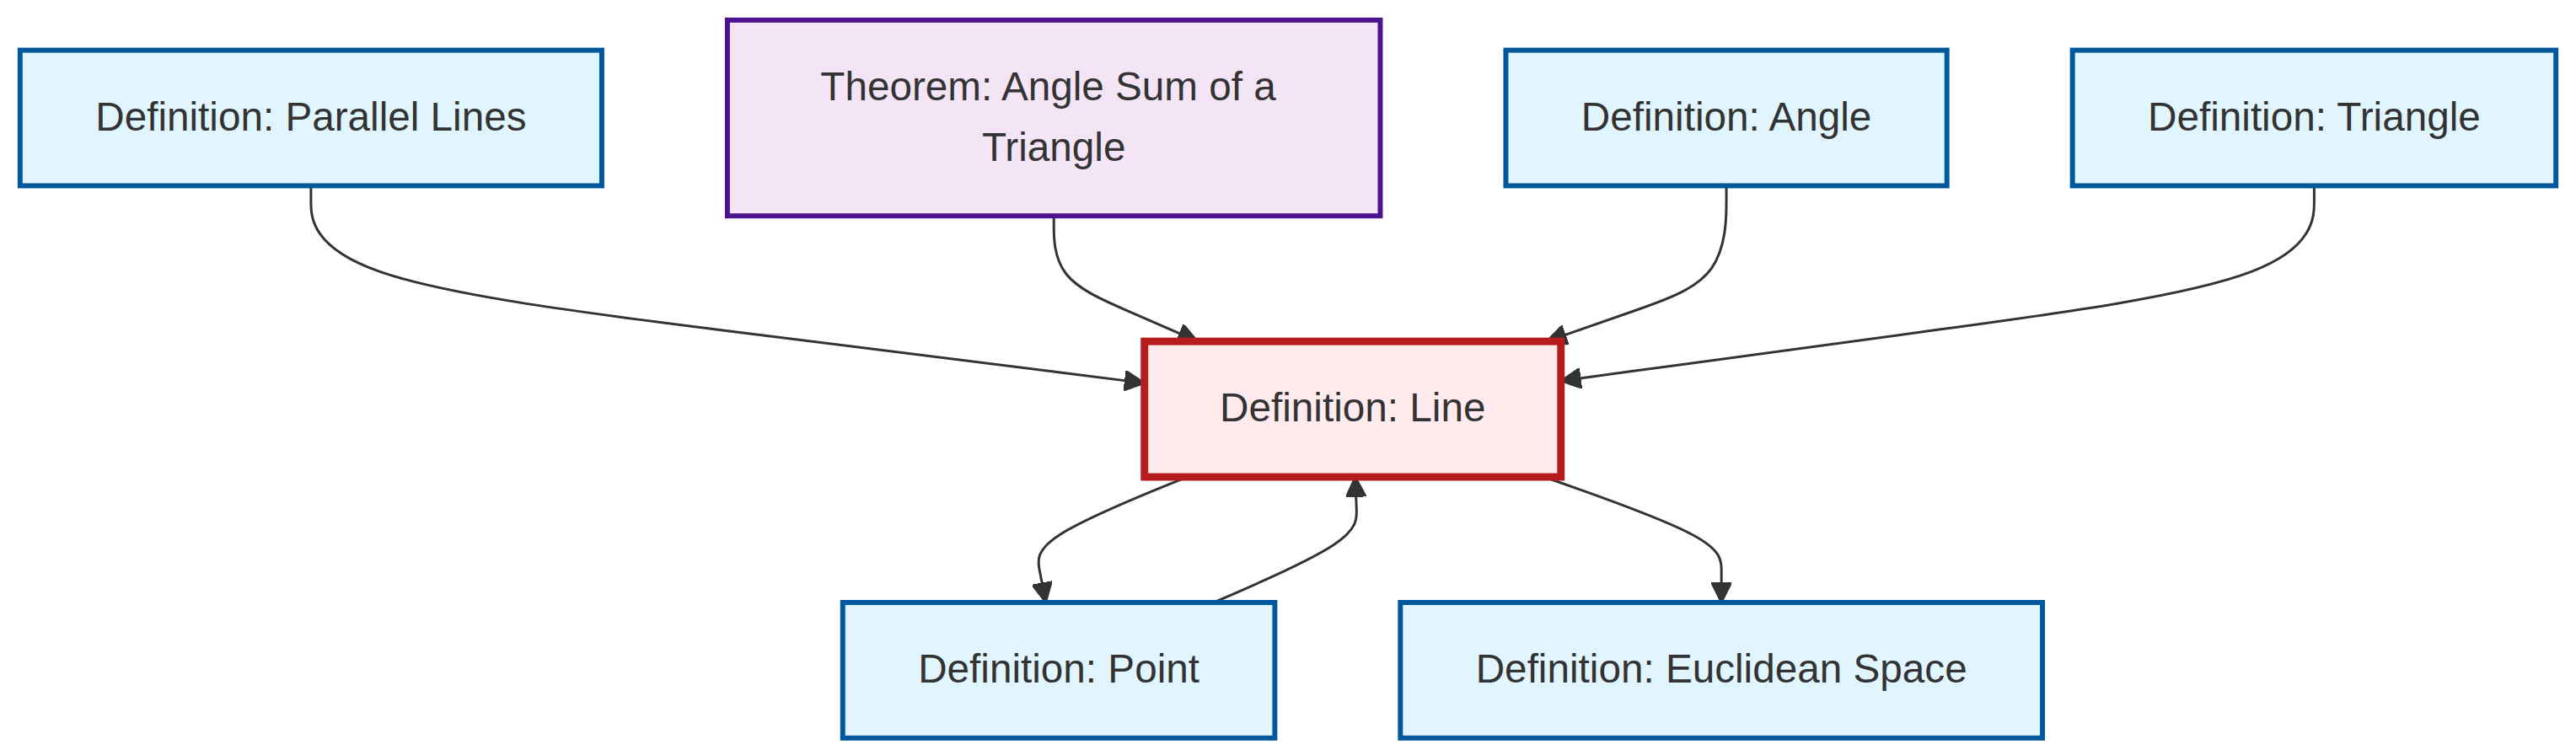 Definition: Parallel Lines
Theorem: Angle Sum of a
Triangle
Definition: Angle
Definition: Triangle
Definition: Line
Definition: Point
Definition: Euclidean Space